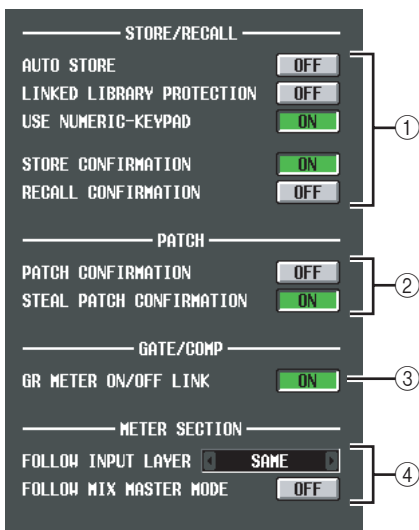 STORE/RECALL
AUTO STORE OFF
LINKED LIBRARY PROTECTION OFF
USE NUMERIC-KEYPAD ON
①
STORE CONFIRMATION ON
RECALL CONFIRMATION OFF
PATCH
PATCH CONFIRMATION OFF
②
STEAL PATCH CONFIRMATION ON
GATE/COMP
GR METER ON/OFF LINK ON ③
METER SECTION
FOLLOW INPUT LAYER SAME
④
FOLLOW MIX MASTER MODE OFF